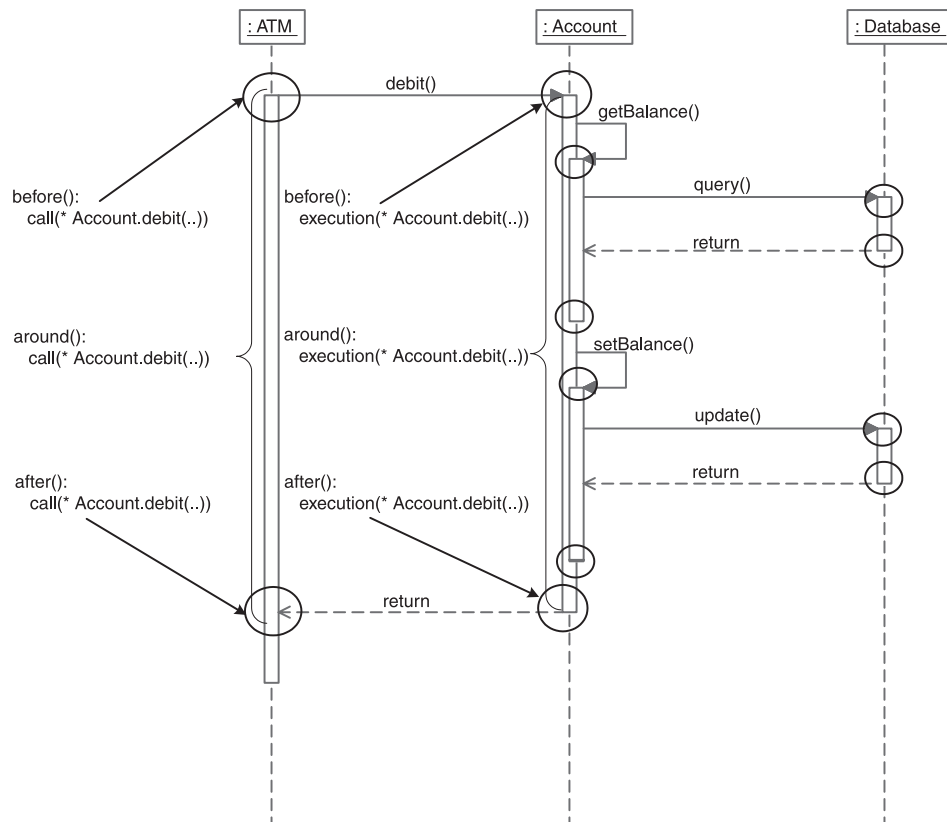 : ATM
: Account
: Database
debit()
getBalance()
before():
call(* Account.debit(..))
before():
execution(* Account.debit(..))
query()
return
around():
call(* Account.debit(..))
around():
execution(* Account.debit(..))
setBalance()
update()
return
after():
call(* Account.debit(..))
after():
execution(* Account.debit(..))
return